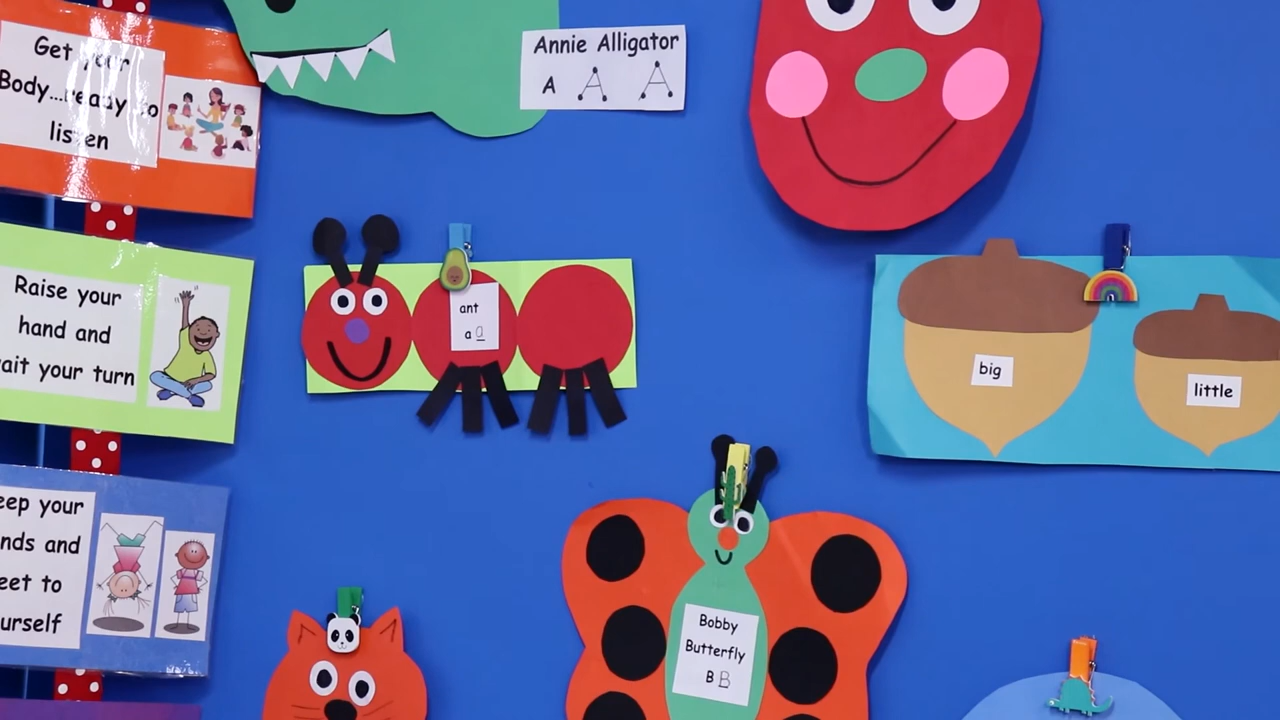 Get your
Body...ready to
listen
Annie Alligator
A A A
Raise your
hand and
wait your turn
ant
a a
big
little
eep your
nds and
eet to
urself
Bobby
Butterfly
B B